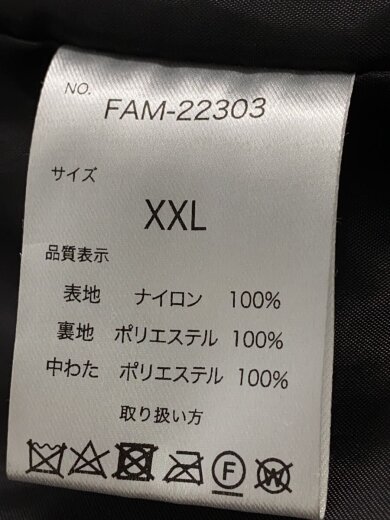 NO.
FAM-22303
サイズ
XXL
品質表示
表地 ナイロン 100%
裏地 ポリエステル 100%
中わた ポリエステル 100%
取り扱い方
F W